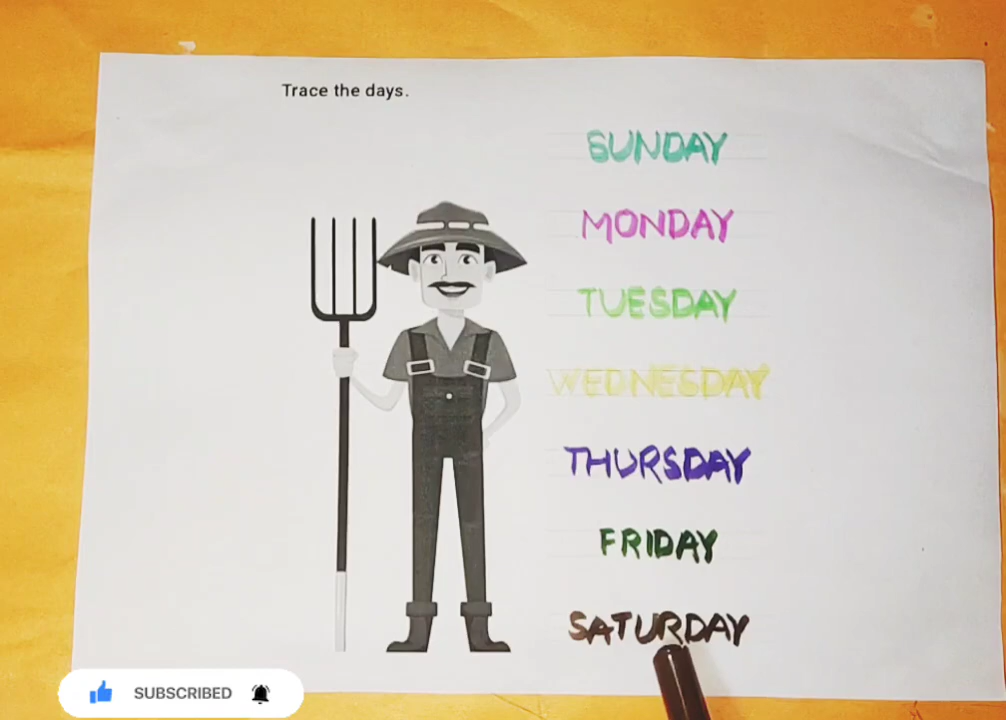 Trace the days.
SUNDAY
MONDAY
TUESDAY
WEDNESDAY
THURSDAY
FRIDAY
SATURDAY
SUBSCRIBED